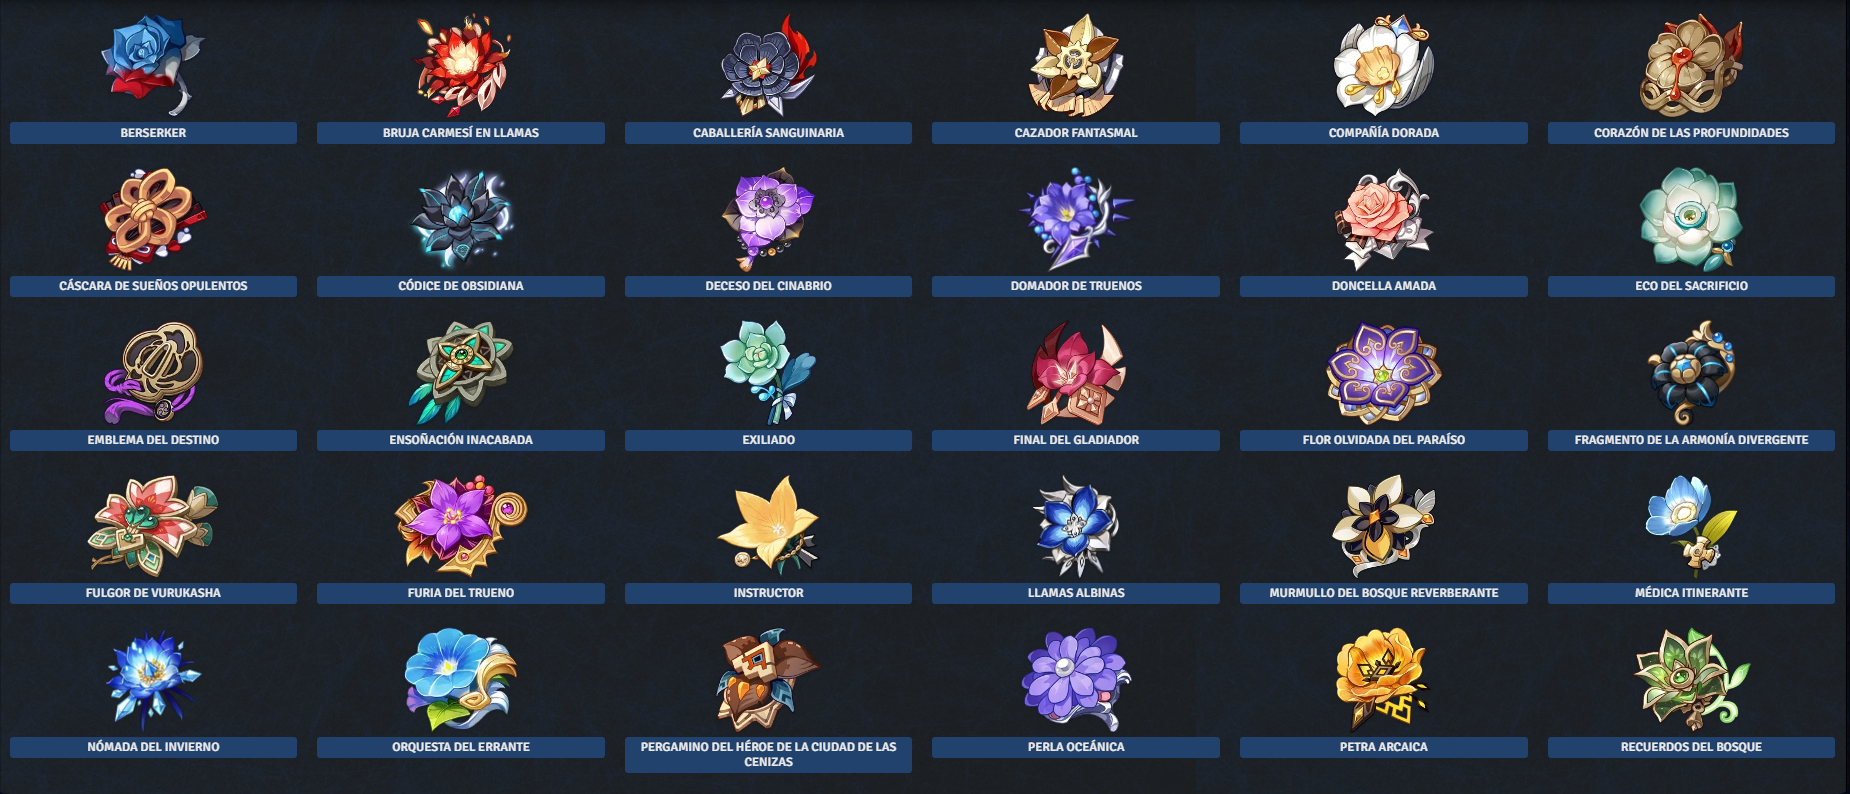 BERSERKER
BRUJA CARMESÍ EN LLAMAS
CABALLERÍA SANGUINARIA
CAZADOR FANTASMAL
COMPAÑÍA DORADA
CORAZÓN DE LAS PROFUNDIDADES
CÁSCARA DE SUEÑOS OPULENTOS
CÓDICE DE OBSIDIANA
DECESO DEL CINABRIO
DOMADOR DE TRUENOS
DONCELLA AMADA
ECO DEL SACRIFICIO
EMBLEMA DEL DESTINO
ENSOÑACIÓN INACABADA
EXILIADO
FINAL DEL GLADIADOR
FLOR OLVIDADA DEL PARAÍSO
FRAGMENTO DE LA ARMONÍA DIVERGENTE
FULGOR DE VURUKASHA
FURIA DEL TRUENO
INSTRUCTOR
LLAMAS ALBINAS
MURMULLO DEL BOSQUE REVERBERANTE
MÉDICA ITINERANTE
NÓMADA DEL INVIERNO
ORQUESTA DEL ERRANTE
PERGAMINO DEL HÉROE DE LA CIUDAD DE LAS
CENIZAS
PERLA OCEÁNICA
PETRA ARCAICA
RECUERDOS DEL BOSQUE